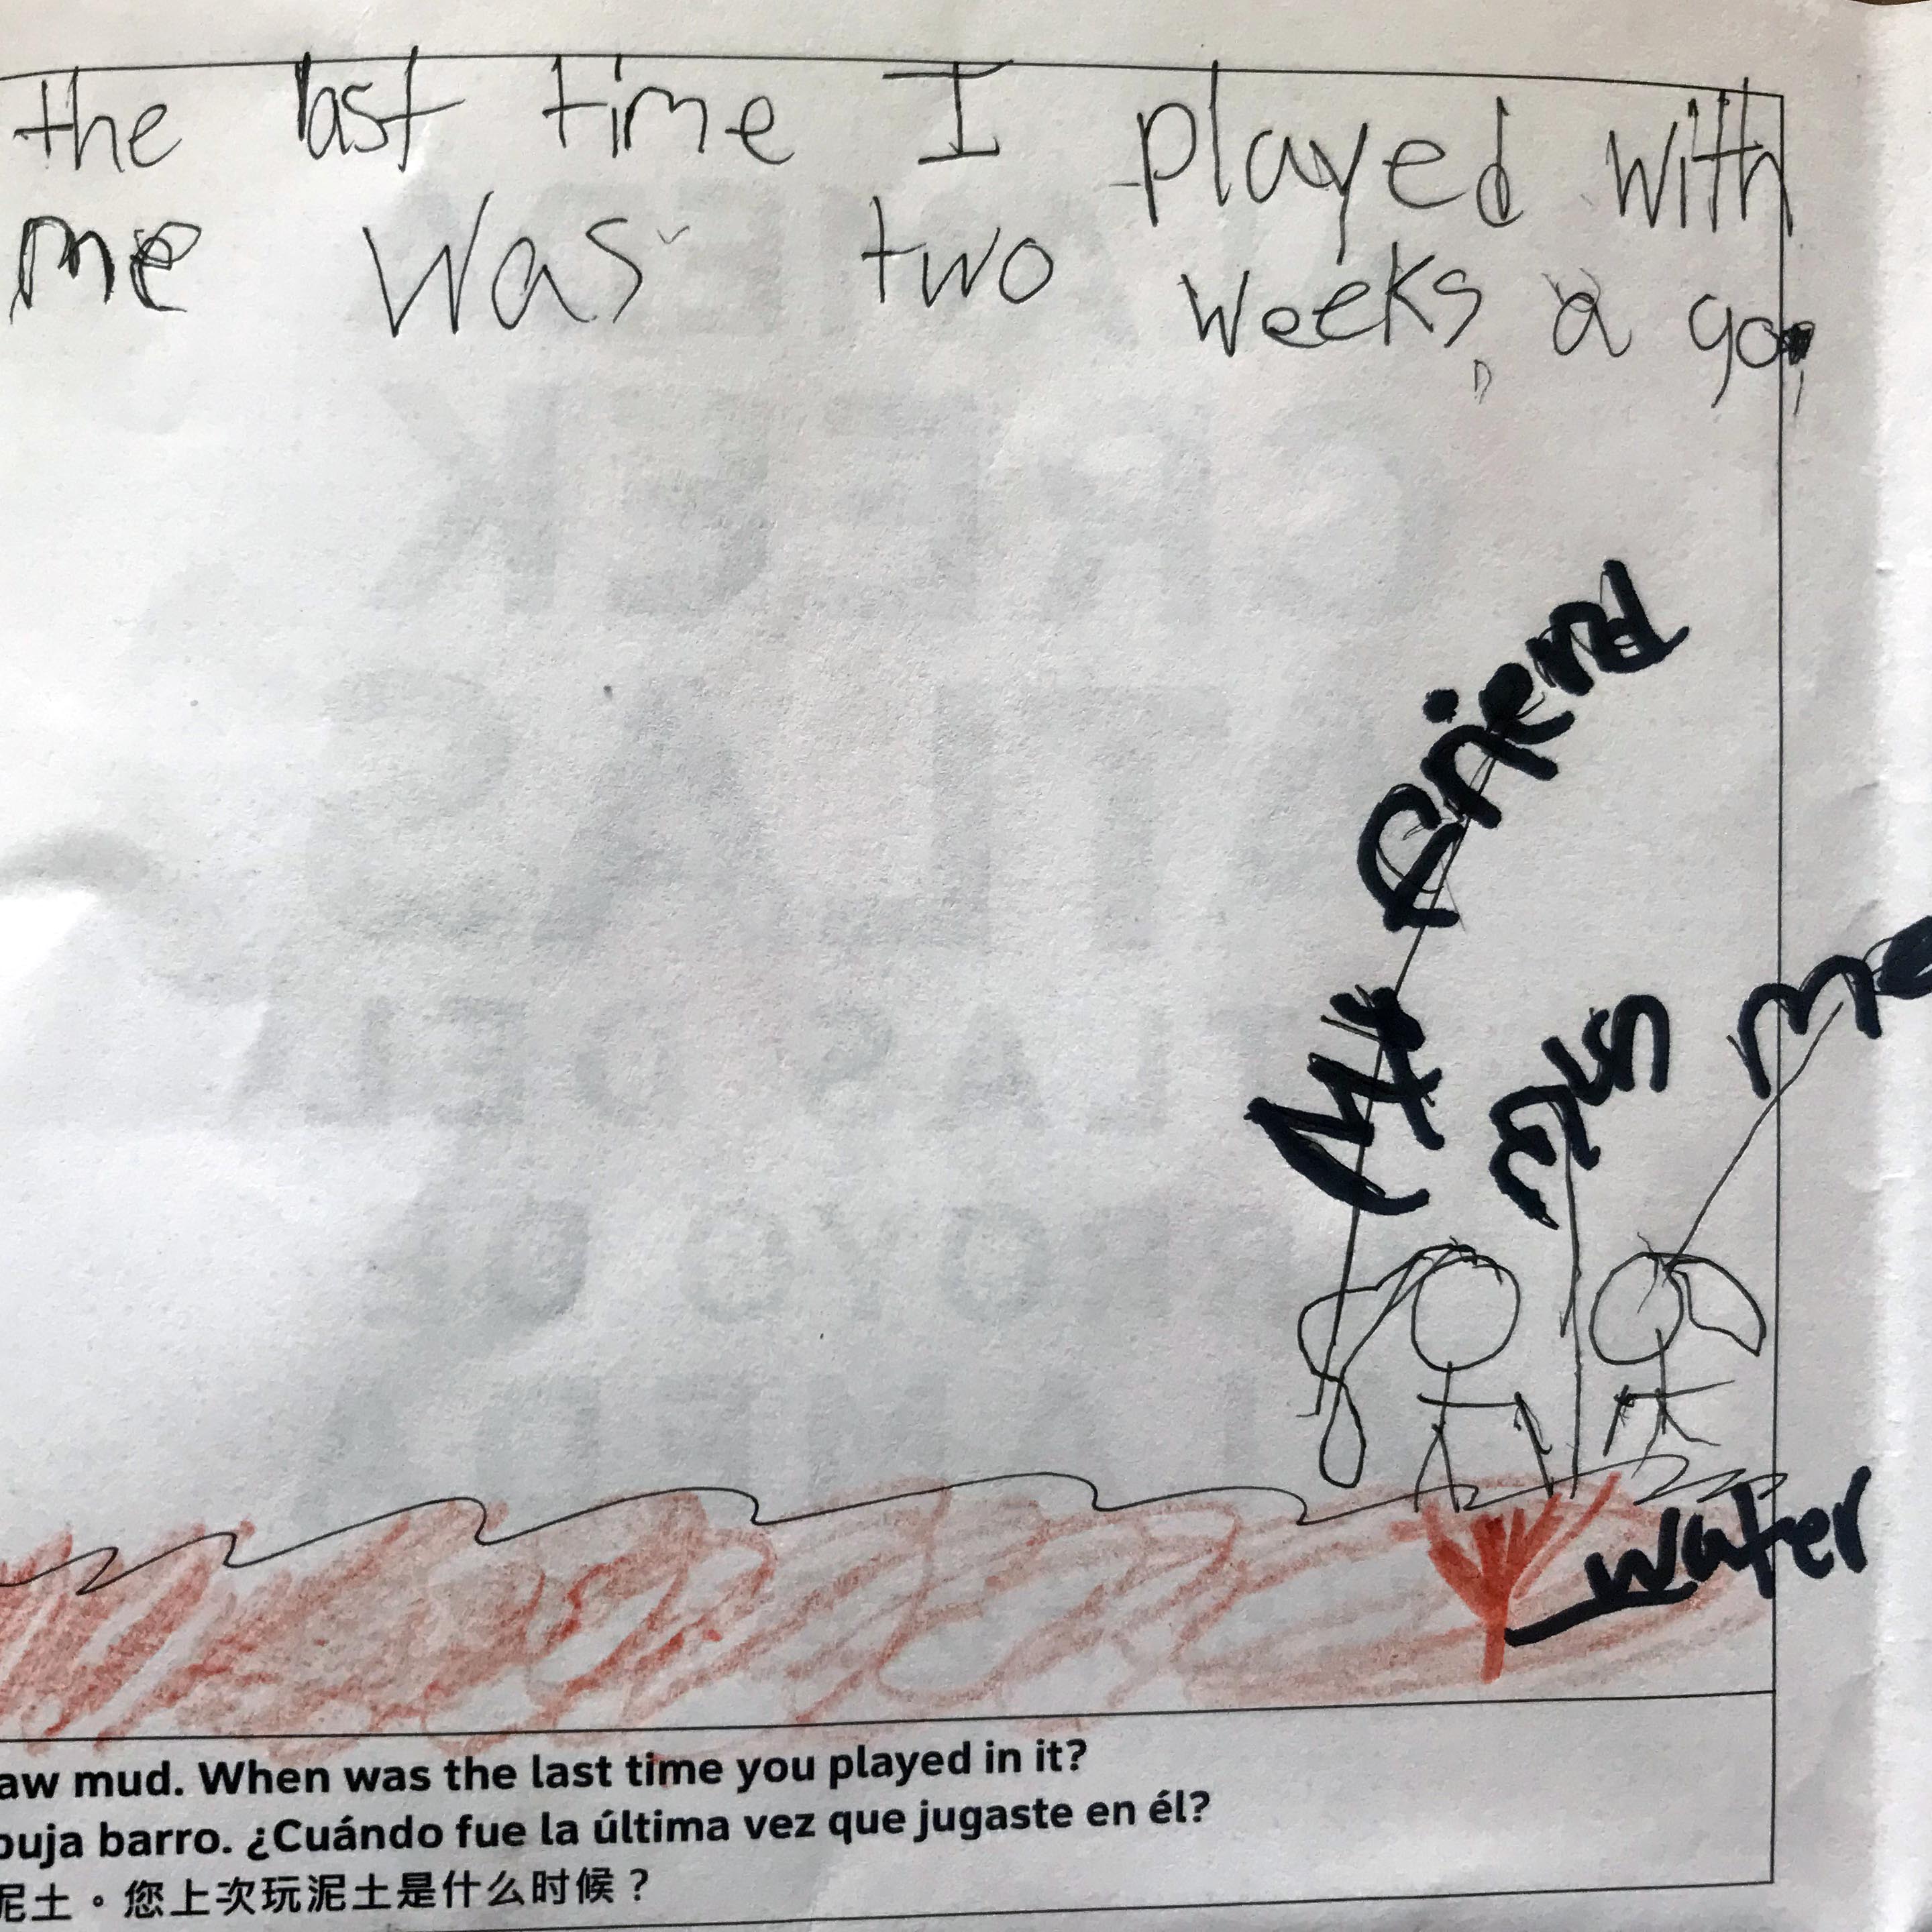 the last time I played with
me was two weeks, a go,
My friend
me
water
aw mud. When was the last time you played in it?
buja barro. ¿Cuándo fue la última vez que jugaste en él?
泥土。您上次玩泥土是什么时候？